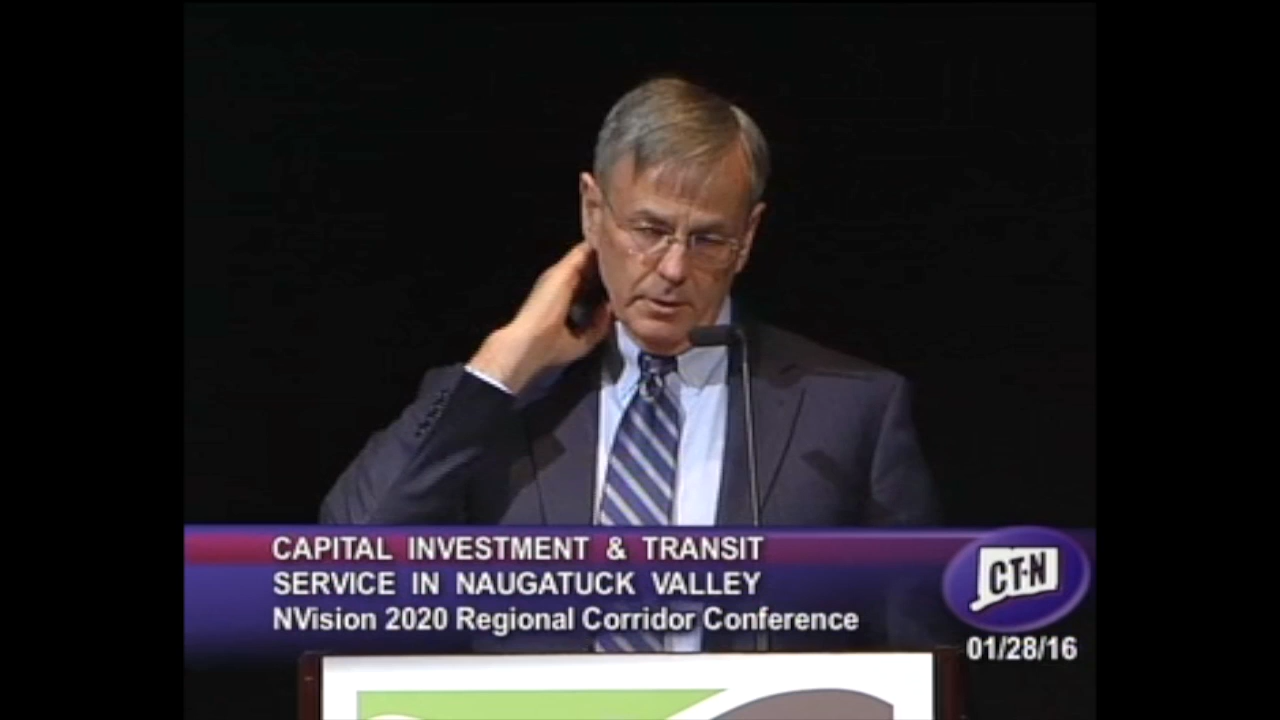 CAPITAL INVESTMENT & TRANSIT
SERVICE IN NAUGATUCK VALLEY
NVision 2020 Regional Corridor Conference
CT-N
01/28/16